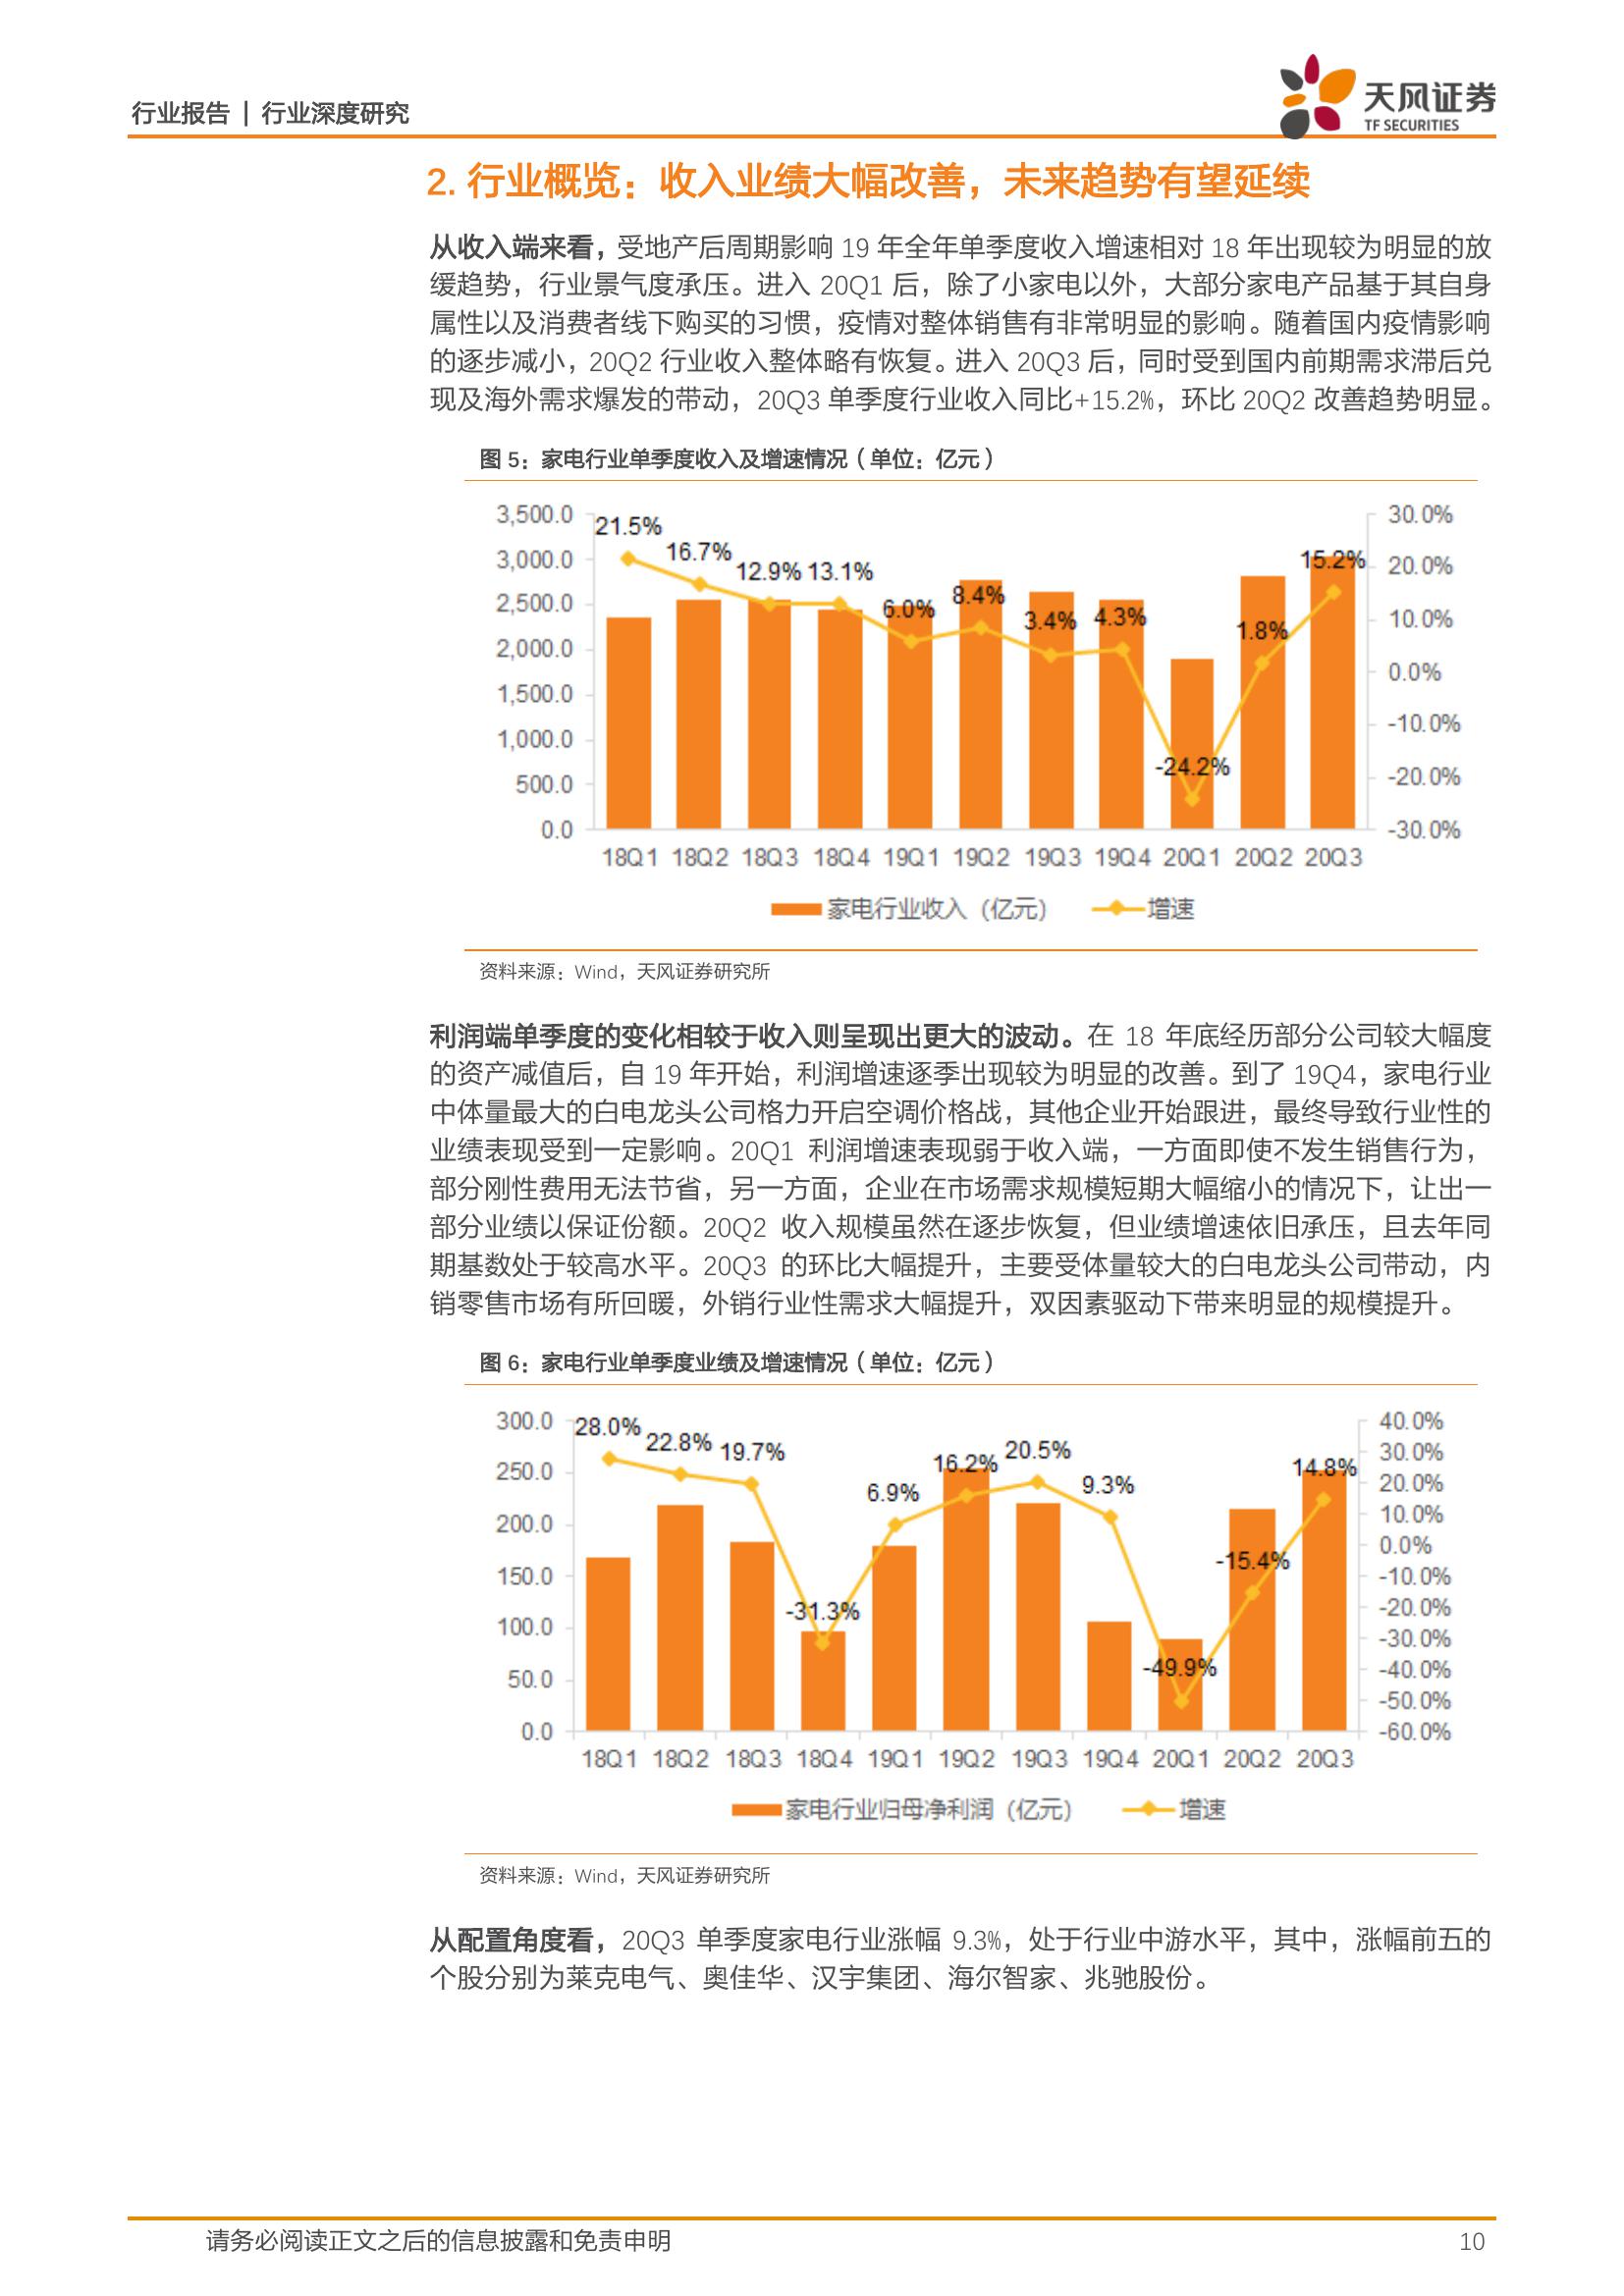 行业报告 | 行业深度研究
天风证券
TF SECURITIES
2. 行业概览：收入业绩大幅改善，未来趋势有望延续
从收入端来看，受地产后周期影响 19 年全年单季度收入增速相对 18 年出现较为明显的放
缓趋势，行业景气度承压。进入 20Q1 后，除了小家电以外，大部分家电产品基于其自身
属性以及消费者线下购买的习惯，疫情对整体销售有非常明显的影响。随着国内疫情影响
的逐步减小，20Q2 行业收入整体略有恢复。进入 20Q3 后，同时受到国内前期需求滞后兑
现及海外需求爆发的带动，20Q3 单季度行业收入同比+15.2%，环比 20Q2 改善趋势明显。
图 5：家电行业单季度收入及增速情况（单位：亿元）
3,500.0
3,000.0
2,500.0
2,000.0
1,500.0
1,000.0
500.0
0.0
21.5%
16.7%
12.9%
13.1%
6.0%
8.4%
3.4%
4.3%
-24.2%
1.8%
15.2%
30.0%
20.0%
10.0%
0.0%
-10.0%
-20.0%
-30.0%
18Q1 18Q2 18Q3 18Q4 19Q1 19Q2 19Q3 19Q4 20Q1 20Q2 20Q3
家电行业收入（亿元） 增速
资料来源：Wind，天风证券研究所
利润端单季度的变化相较于收入则呈现出更大的波动。在 18 年底经历部分公司较大幅度
的资产减值后，自 19 年开始，利润增速逐季出现较为明显的改善。到了 19Q4，家电行业
中体量最大的白电龙头公司格力开启空调价格战，其他企业开始跟进，最终导致行业性的
业绩表现受到一定影响。20Q1 利润增速表现弱于收入端，一方面即使不发生销售行为，
部分刚性费用无法节省，另一方面，企业在市场需求规模短期大幅缩小的情况下，让出一
部分业绩以保证份额。20Q2 收入规模虽然在逐步恢复，但业绩增速依旧承压，且去年同
期基数处于较高水平。20Q3 的环比大幅提升，主要受体量较大的白电龙头公司带动，内
销零售市场有所回暖，外销行业性需求大幅提升，双因素驱动下带来明显的规模提升。
图 6：家电行业单季度业绩及增速情况（单位：亿元）
300.0
250.0
200.0
150.0
100.0
50.0
0.0
28.0%
22.8%
19.7%
-31.3%
6.9%
16.2%
20.5%
9.3%
-49.9%
-15.4%
14.8%
40.0%
30.0%
20.0%
10.0%
0.0%
-10.0%
-20.0%
-30.0%
-40.0%
-50.0%
-60.0%
18Q1 18Q2 18Q3 18Q4 19Q1 19Q2 19Q3 19Q4 20Q1 20Q2 20Q3
家电行业归母净利润（亿元） 增速
资料来源：Wind，天风证券研究所
从配置角度看，20Q3 单季度家电行业涨幅 9.3%，处于行业中游水平，其中，涨幅前五的
个股分别为莱克电气、奥佳华、汉宇集团、海尔智家、兆驰股份。
请务必阅读正文之后的信息披露和免责申明
10